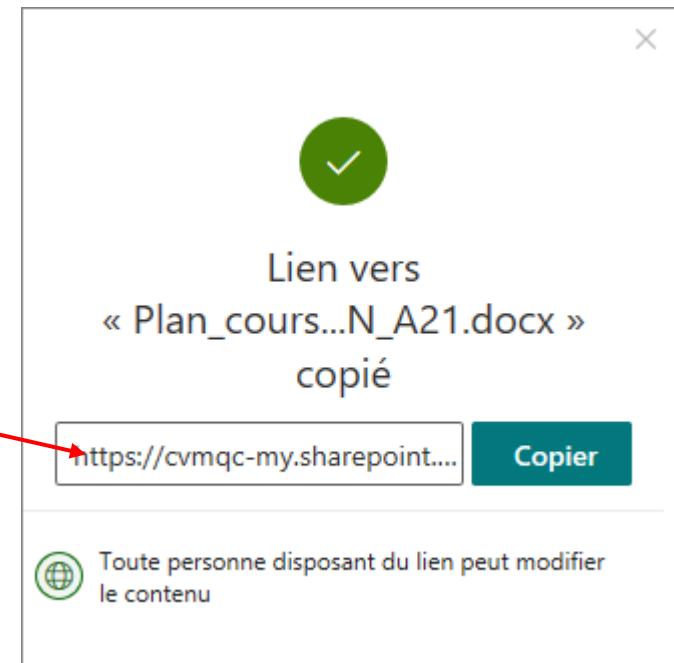 Lien vers
« Plan_cours...N_A21.docx »
copié
https://cvmqc-my.sharepoint....
Copier
Toute personne disposant du lien peut modifier
le contenu